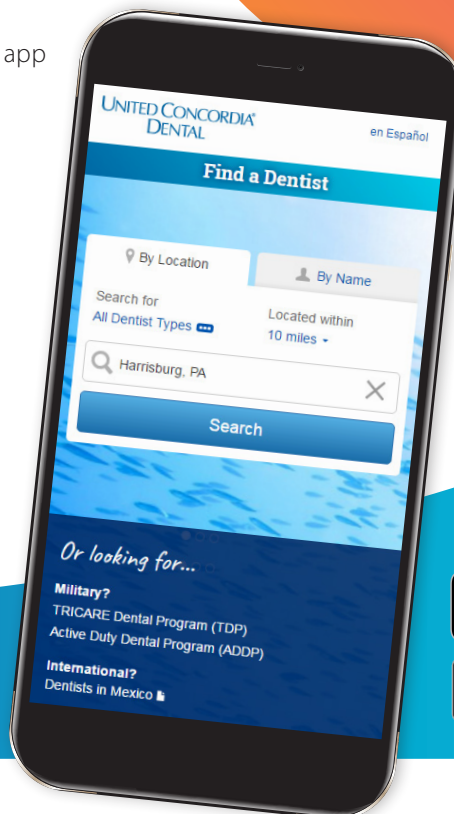 app
UNITED CONCORDIA®
DENTAL
en Español
Find a Dentist
By Location
By Name
Search for
All Dentist Types
Located within
10 miles
Harrisburg, PA
Search
Or looking for...
Military?
TRICARE Dental Program (TDP)
Active Duty Dental Program (ADDP)
International?
Dentists in Mexico